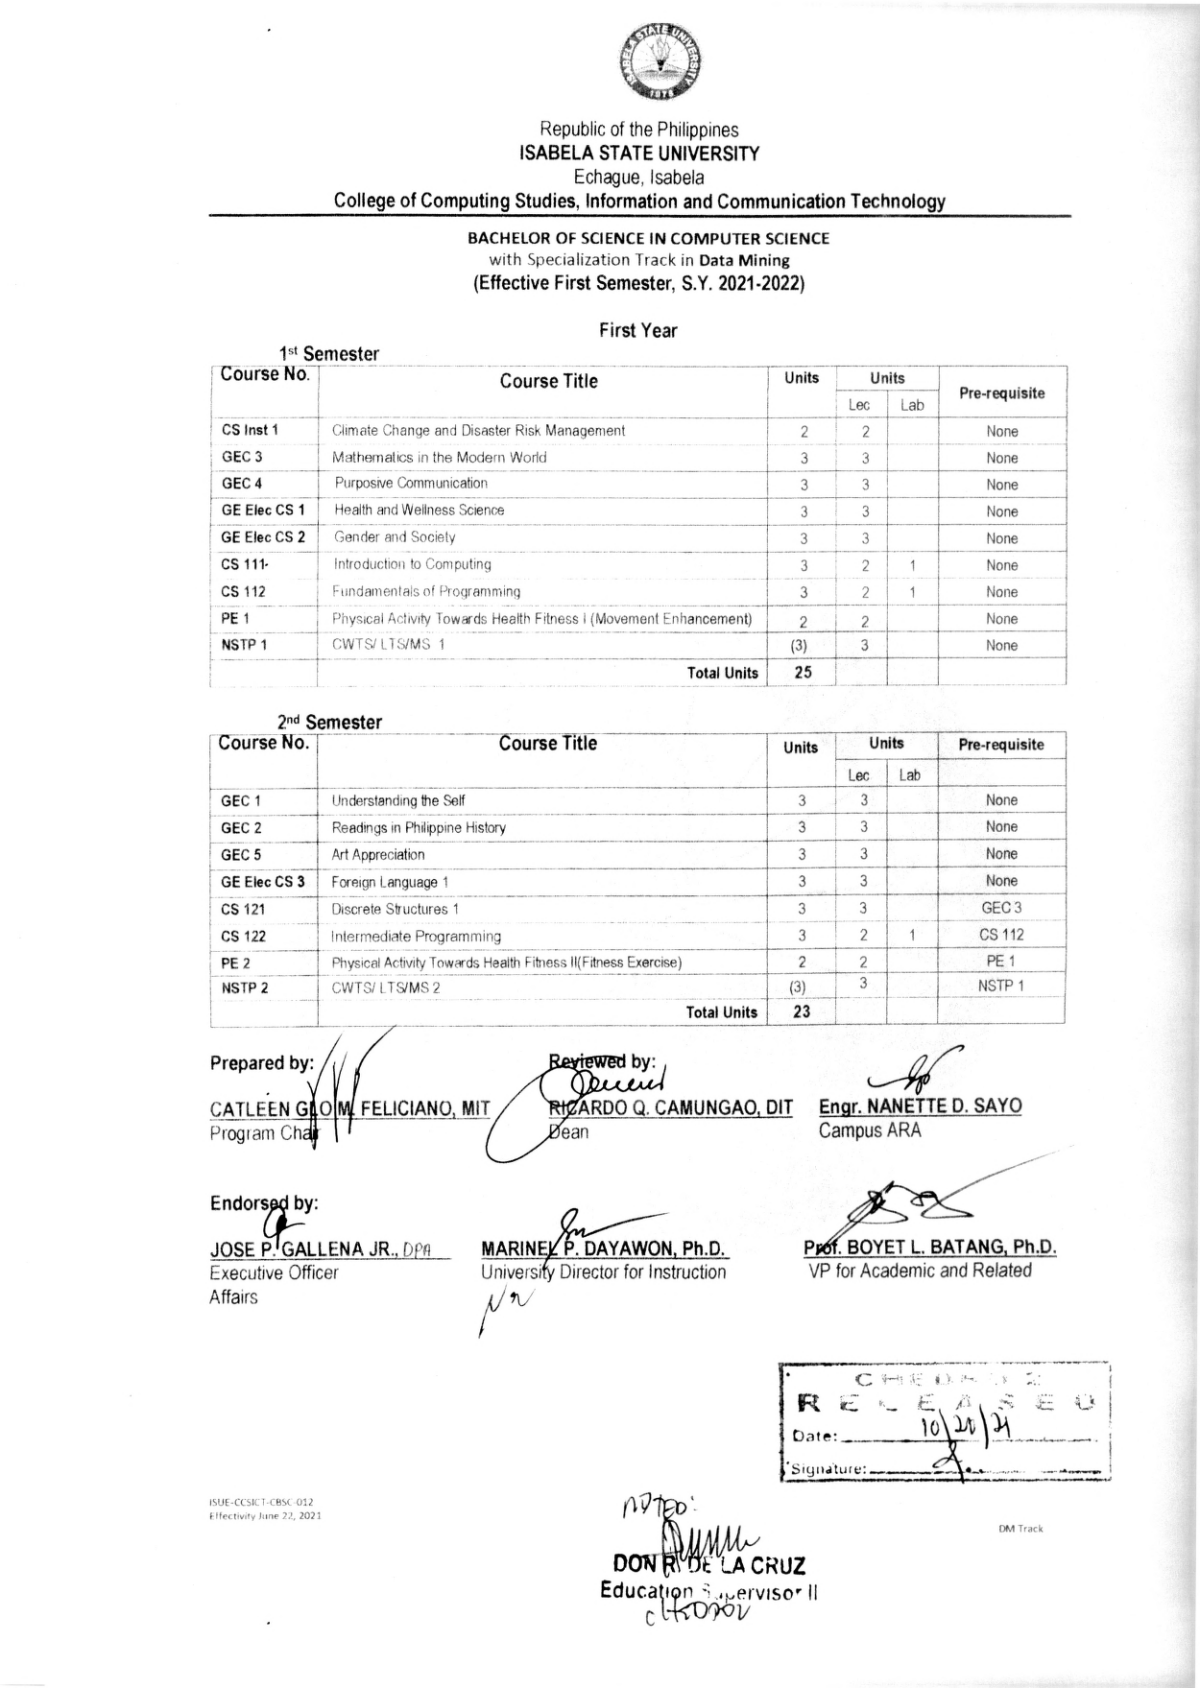 ISABELA STATE UNIVERSITY
1978
Republic of the Philippines
ISABELA STATE UNIVERSITY
Echague, Isabela
College of Computing Studies, Information and Communication Technology
BACHELOR OF SCIENCE IN COMPUTER SCIENCE
with Specialization Track in Data Mining
(Effective First Semester, S.Y. 2021-2022)
First Year
1st Semester
Course No. Course Title Units Units Pre-requisite
Lec Lab
CS Inst 1 Climate Change and Disaster Risk Management 2 2 None
GEC 3 Mathematics in the Modern World 3 3 None
GEC 4 Purposive Communication 3 3 None
GE Elec CS 1 Health and Wellness Science 3 3 None
GE Elec CS 2 Gender and Society 3 3 None
CS 111 Introduction to Computing 3 2 1 None
CS 112 Fundamentals of Programming 3 2 1 None
PE 1 Physical Activity Towards Health Fitness I (Movement Enhancement) 2 2 None
NSTP 1 CWTS/ LTS/MS 1 (3) 3 None
Total Units 25
2nd Semester
Course No. Course Title Units Units Pre-requisite
Lec Lab
GEC 1 Understanding the Self 3 3 None
GEC 2 Readings in Philippine History 3 3 None
GEC 5 Art Appreciation 3 3 None
GE Elec CS 3 Foreign Language 1 3 3 None
CS 121 Discrete Structures 1 3 3 GEC 3
CS 122 Intermediate Programming 3 2 1 CS 112
PE 2 Physical Activity Towards Health Fitness II(Fitness Exercise) 2 2 PE 1
NSTP 2 CWTS/ LTS/MS 2 (3) 3 NSTP 1
Total Units 23
Prepared by: Reviewed by:
CATLEEN GLO M. FELICIANO, MIT RICARDO Q. CAMUNGAO, DIT Engr. NANETTE D. SAYO
Program Chair Dean Campus ARA
Endorsed by:
JOSE P. GALLENA JR., DPA MARINEL P. DAYAWON, Ph.D. Prof. BOYET L. BATANG, Ph.D.
Executive Officer University Director for Instruction VP for Academic and Related
Affairs
CHEDRO 2
RELEASED
Date: 10/20/21
Signature:
ISUE-CCSICT-CBSC-012
Effectivity June 22, 2021
DM Track
NOTED:
DON R. DE LA CRUZ
Education Supervisor II